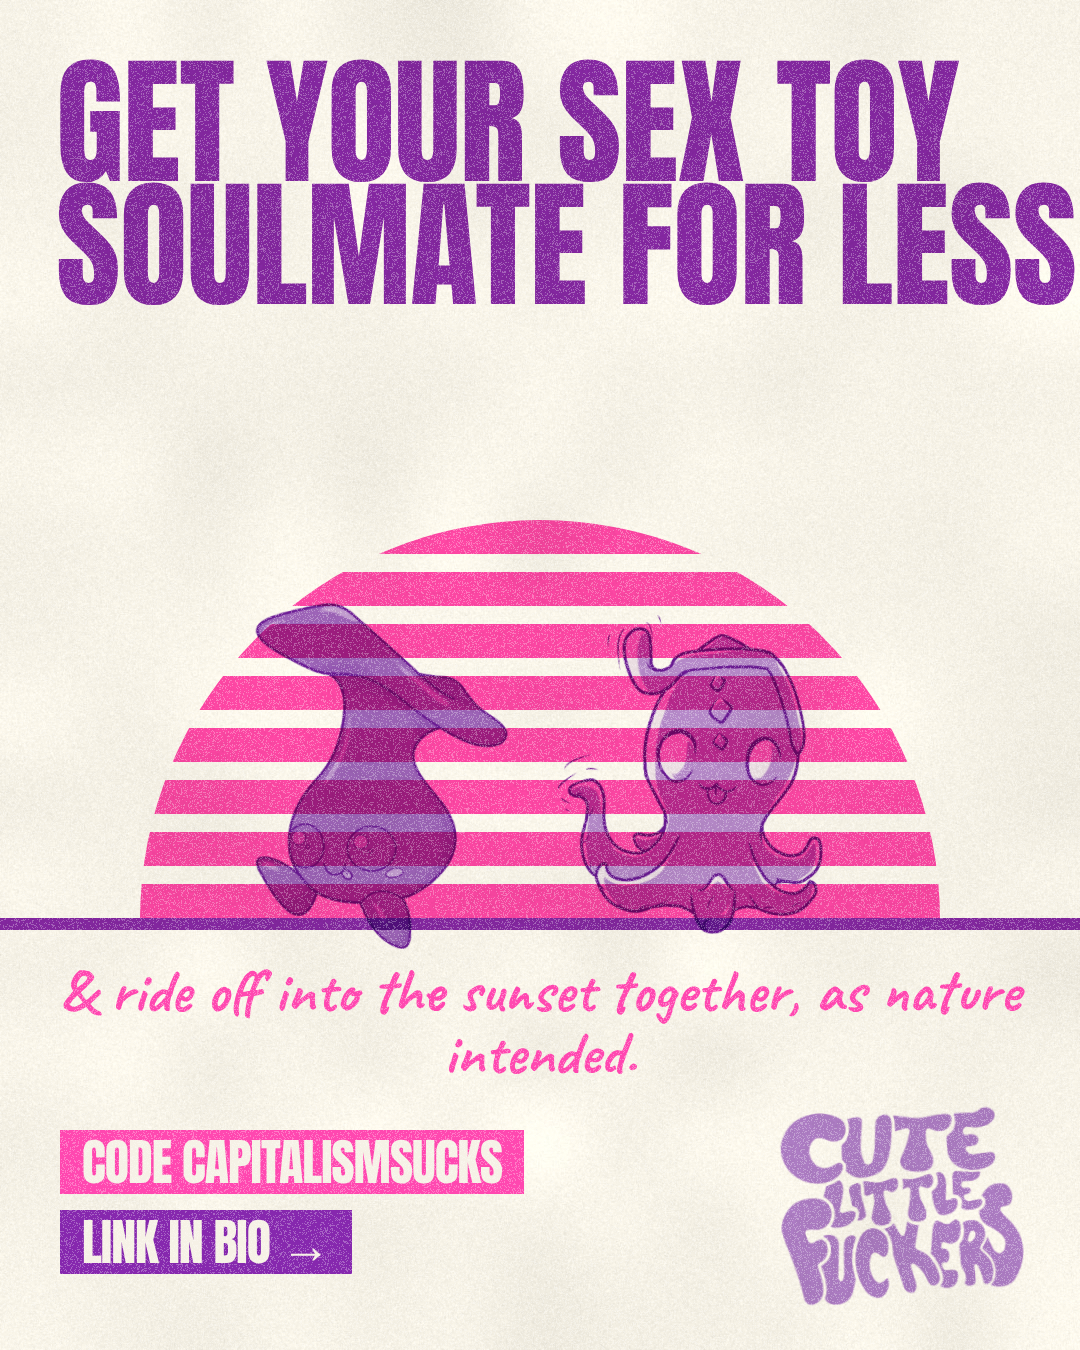 GET YOUR SEX TOY
SOULMATE FOR LESS
& ride off into the sunset together, as nature
intended.
CODE CAPITALISMSUCKS
LINK IN BIO →
CUTE
LITTLE
FUCKERS